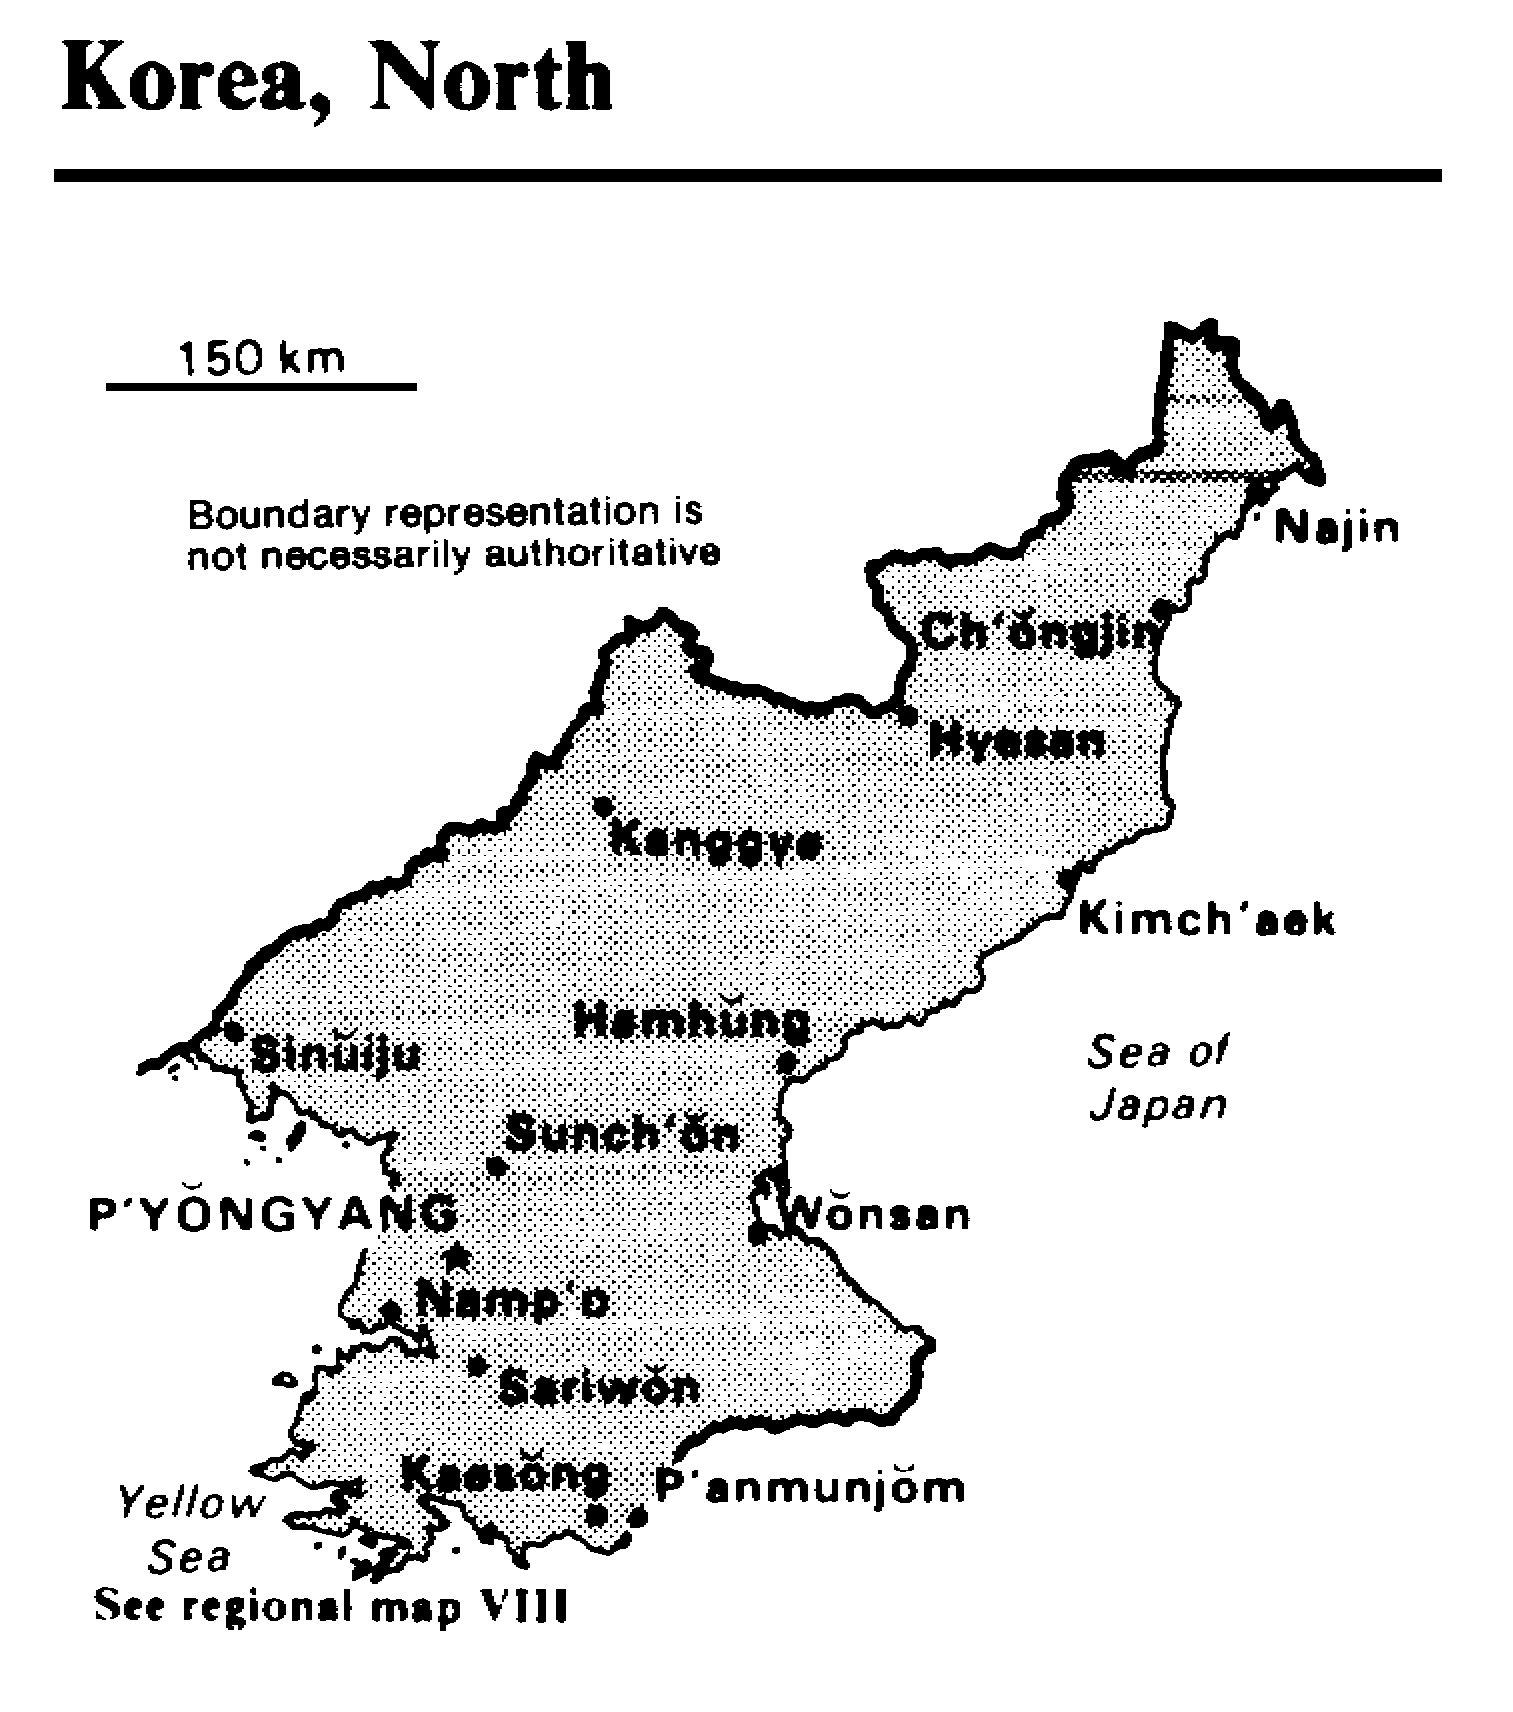 Korea, North
150 km
Boundary representation is
not necessarily authoritative
Najin
Ch'ŏngjin
Hyesan
Kanggye
Kimch'aek
Hamhŭng
Sinŭiju
Sea of
Japan
Sunch'ŏn
P'YŎNGYANG
Wŏnsan
Namp'o
Sariwŏn
Kaesŏng
P'anmunjŏm
Yellow
Sea
See regional map VIII